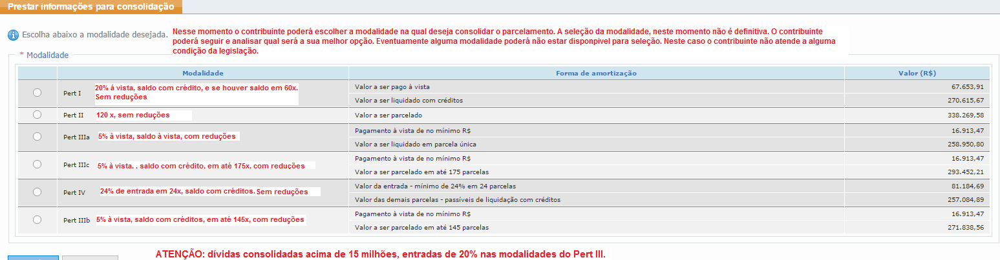 Prestar informações para consolidação
Escolha abaixo a modalidade desejada.
Nesse momento o contribuinte poderá escolher a modalidade na qual deseja consolidar o parcelamento. A seleção da modalidade, neste momento não é definitiva. O contribuinte
poderá seguir e analisar qual será a sua melhor opção. Eventuamente alguma modalidade poderá não estar disponpivel para seleção. Neste caso o contribuinte não atende a alguma
condição da legislação.
* Modalidade
Modalidade Forma de amortização Valor (R$)
Pert I
20% á vista, saldo com crédito, e se houver saldo em 60x.
Sem reduções
Valor a ser pago à vista 67.653,91
Valor a ser liquidado com créditos 270.615,67
Pert II 120 x, sem reduções Valor a ser parcelado 338.269,58
Pert IIIa 5% à vista, saldo à vista, com reduções
Pagamento à vista de no mínimo R$ 16.913,47
Valor a ser liquidado em parcela única 258.950,80
Pert IIIc 5% à vista, , saldo com crédito, em até 175x, com reduções
Pagamento à vista de no mínimo R$ 16.913,47
Valor a ser parcelado em até 175 parcelas 293.452,21
Pert IV 24% de entrada em 24x, saldo com créditos. Sem reduções
Valor da entrada - mínimo de 24% em 24 parcelas 81.184,69
Valor das demais parcelas - passíveis de liquidação com créditos 257.084,89
Pert IIIb 5% à vista, saldo com créditos, em até 145x, com reduções
Pagamento à vista de no mínimo R$ 16.913,47
Valor a ser parcelado em até 145 parcelas 271.838,56
ATENÇÃO: dívidas consolidadas acima de 15 milhões, entradas de 20% nas modalidades do Pert III.